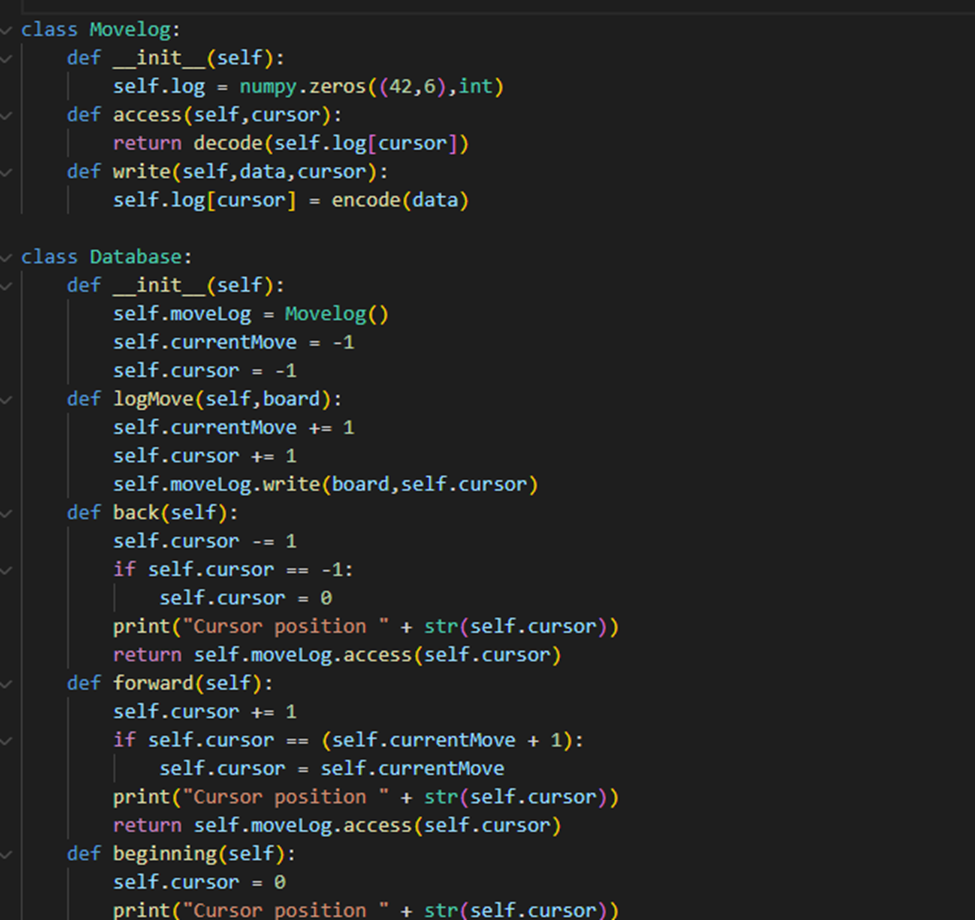 class Movelog:
    def __init__(self):
        self.log = numpy.zeros((42,6),int)
    def access(self,cursor):
        return decode(self.log[cursor])
    def write(self,data,cursor):
        self.log[cursor] = encode(data)

class Database:
    def __init__(self):
        self.moveLog = Movelog()
        self.currentMove = -1
        self.cursor = -1
    def logMove(self,board):
        self.currentMove += 1
        self.cursor += 1
        self.moveLog.write(board,self.cursor)
    def back(self):
        self.cursor -= 1
        if self.cursor == -1:
            self.cursor = 0
        print("Cursor position " + str(self.cursor))
        return self.moveLog.access(self.cursor)
    def forward(self):
        self.cursor += 1
        if self.cursor == (self.currentMove + 1):
            self.cursor = self.currentMove
        print("Cursor position " + str(self.cursor))
        return self.moveLog.access(self.cursor)
    def beginning(self):
        self.cursor = 0
        print("Cursor position " + str(self.cursor))